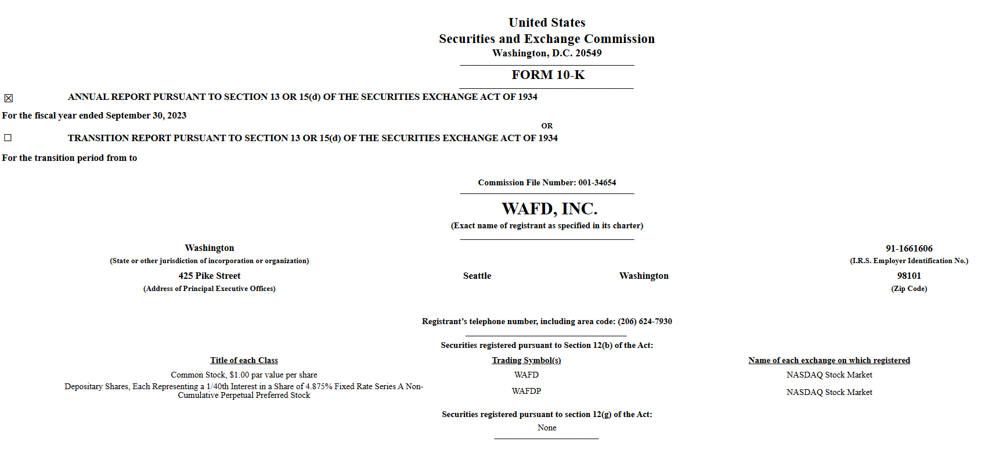 United States
Securities and Exchange Commission
Washington, D.C. 20549
FORM 10-K
☒ ANNUAL REPORT PURSUANT TO SECTION 13 OR 15(d) OF THE SECURITIES EXCHANGE ACT OF 1934
For the fiscal year ended September 30, 2023
OR
☐ TRANSITION REPORT PURSUANT TO SECTION 13 OR 15(d) OF THE SECURITIES EXCHANGE ACT OF 1934
For the transition period from to
Commission File Number: 001-34654
WAFD, INC.
(Exact name of registrant as specified in its charter)
Washington 91-1661606
(State or other jurisdiction of incorporation or organization) (I.R.S. Employer Identification No.)
425 Pike Street Seattle Washington 98101
(Address of Principal Executive Offices) (Zip Code)
Registrant’s telephone number, including area code: (206) 624-7930
Securities registered pursuant to Section 12(b) of the Act:
Title of each Class Trading Symbol(s) Name of each exchange on which registered
Common Stock, $1.00 par value per share WAFD NASDAQ Stock Market
Depositary Shares, Each Representing a 1/40th Interest in a Share of 4.875% Fixed Rate Series A Non-
Cumulative Perpetual Preferred Stock WAFDP NASDAQ Stock Market
Securities registered pursuant to section 12(g) of the Act:
None